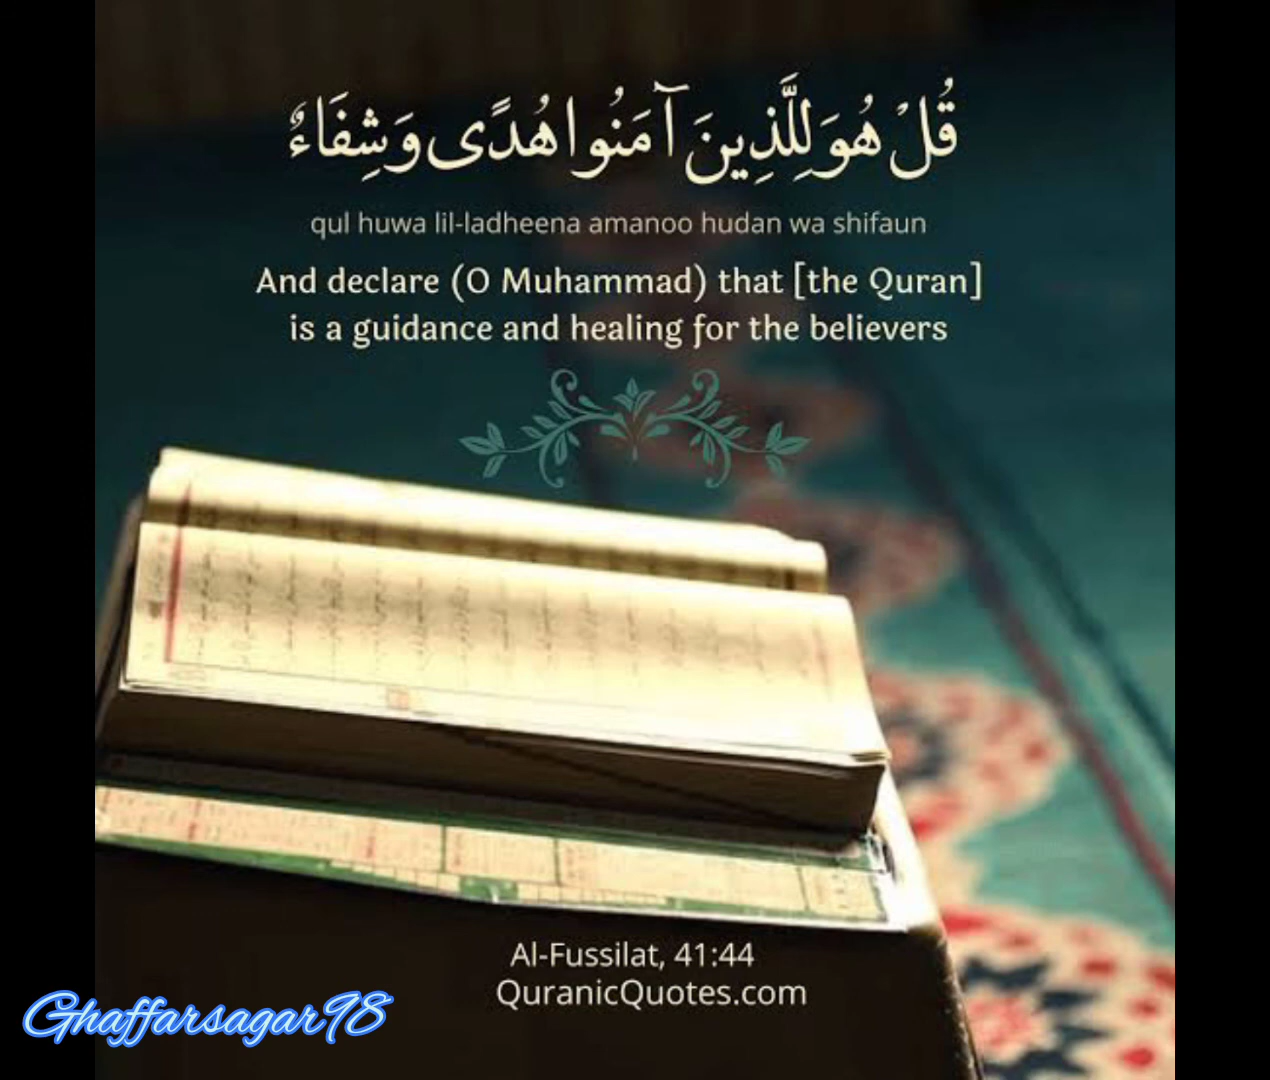 قُلْ هُوَ لِلَّذِينَ آمَنُوا هُدًى وَشِفَاءٌ
qul huwa lil-ladheena amanoo hudan wa shifaun
And declare (O Muhammad) that [the Quran]
is a guidance and healing for the believers
Al-Fussilat, 41:44
QuranicQuotes.com
Ghaffarsagar98